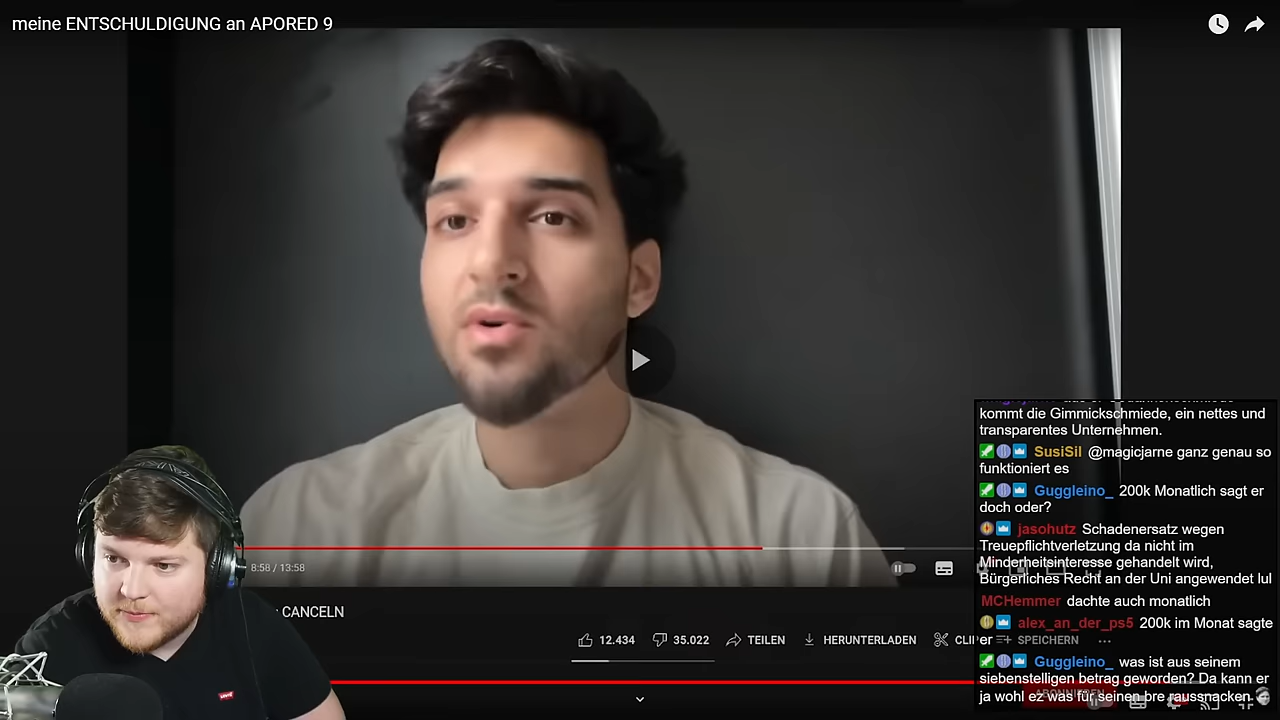 meine ENTSCHULDIGUNG an APORED 9
kommt die Gimmickschmiede, ein nettes und
transparentes Unternehmen.
SusiSil @magicjarne ganz genau so
funktioniert es
Guggleino_ 200k Monatlich sagt er
doch oder?
jasohutz Schadenersatz wegen
Treuepflichtverletzung da nicht im
Minderheitsinteresse gehandelt wird,
Bürgerliches Recht an der Uni angewendet lul
MCHemmer dachte auch monatlich
alex_an_der_ps5 200k im Monat sagte
er
Guggleino_ was ist aus seinem
siebenstelligen betrag geworden? Da kann er
ja wohl ez was für seinen bre raussnacken
8:58 / 13:58
CANCELN
12.434 35.022 TEILEN HERUNTERLADEN CLIP SPEICHERN
ABONNIEREN